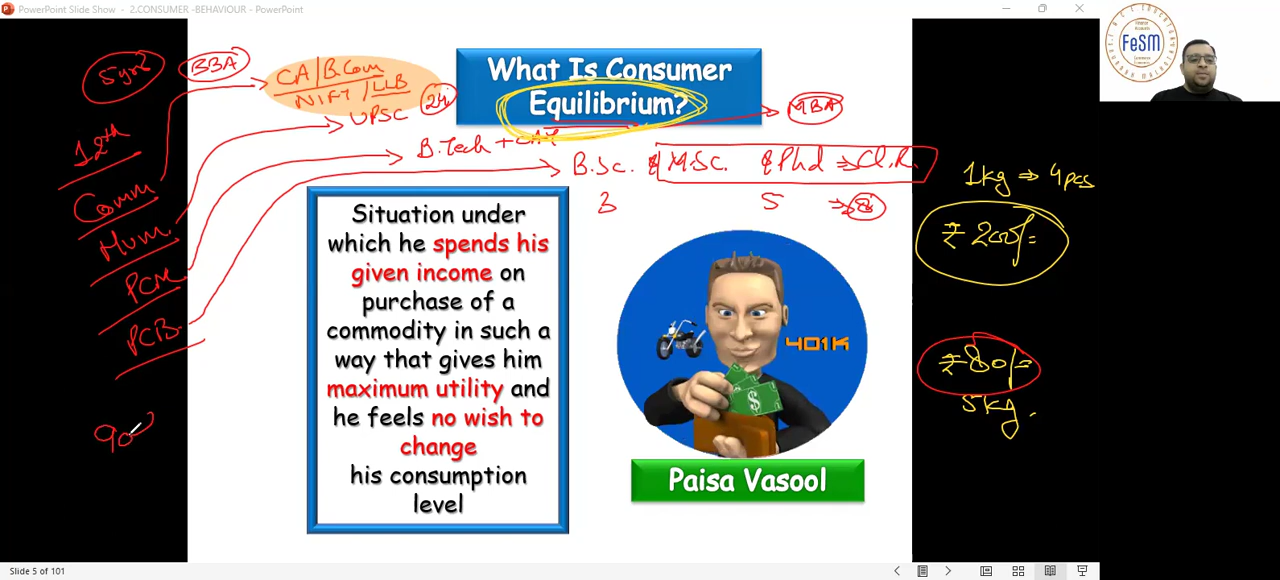 PowerPoint Slide Show - 2.CONSUMER -BEHAVIOUR - PowerPoint
FeSM
5yrs
BBA
CA/B.Com
NIFT/LLB
UPSC
24
What Is Consumer
Equilibrium?
MBA
12th
B.Tech + CAT
B.Sc. & M.Sc. & Phd ⇒
3 5 ⇒
Comm
Hum.
PCM
PCB
90
1kg ⇒ 4pcs
₹200/=
₹80/=
5kg.
Situation under
which he spends his
given income on
purchase of a
commodity in such a
way that gives him
maximum utility and
he feels no wish to
change
his consumption
level
401K
$
Paisa Vasool
Slide 5 of 101